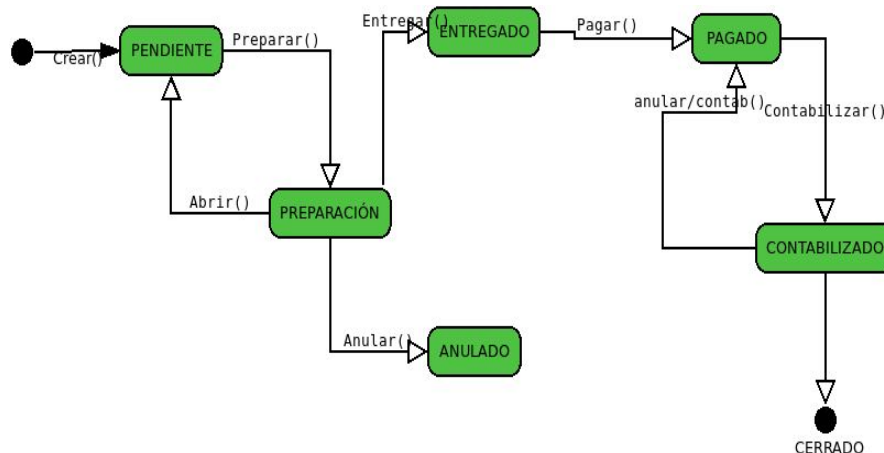 Crear()
PENDIENTE
Preparar()
Entregar()
ENTREGADO
Pagar()
PAGADO
anular/contab()
Contabilizar()
Abrir()
PREPARACIÓN
CONTABILIZADO
Anular()
ANULADO
CERRADO